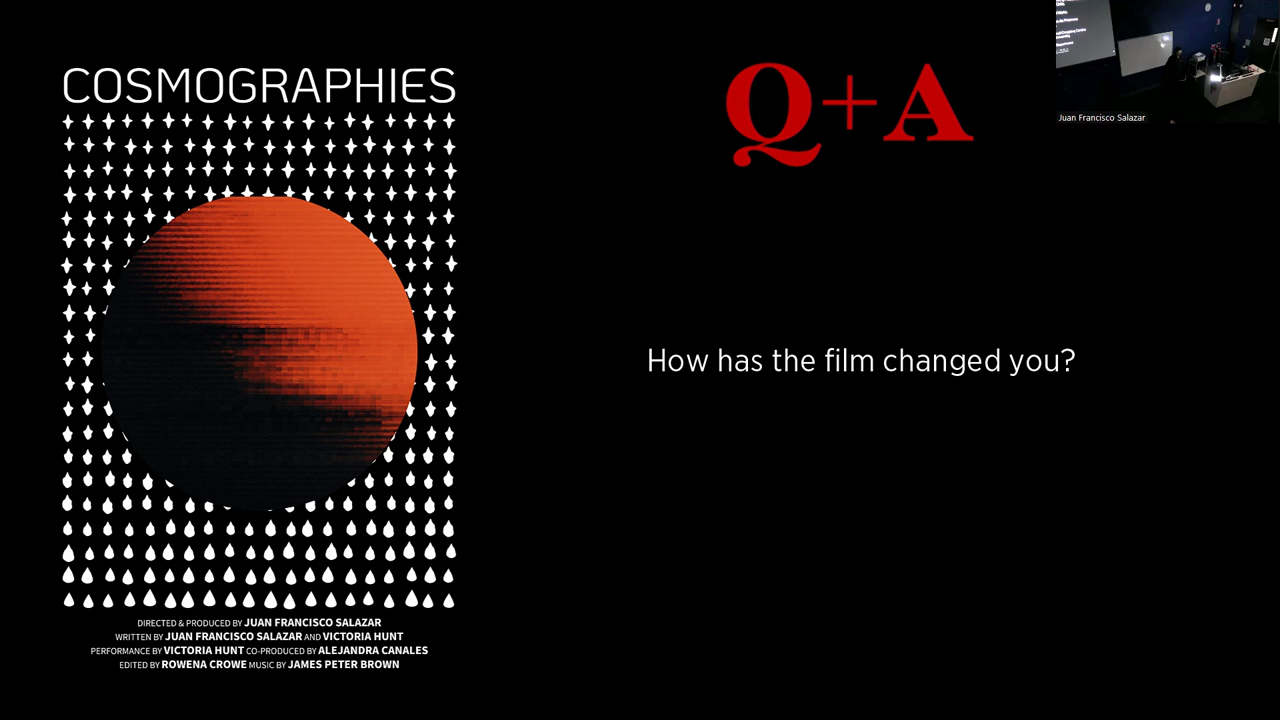 COSMOGRAPHIES
DIRECTED & PRODUCED BY JUAN FRANCISCO SALAZAR
WRITTEN BY JUAN FRANCISCO SALAZAR AND VICTORIA HUNT
PERFORMANCE BY VICTORIA HUNT CO-PRODUCED BY ALEJANDRA CANALES
EDITED BY ROWENA CROWE MUSIC BY JAMES PETER BROWN
Q+A
How has the film changed you?
Juan Francisco Salazar